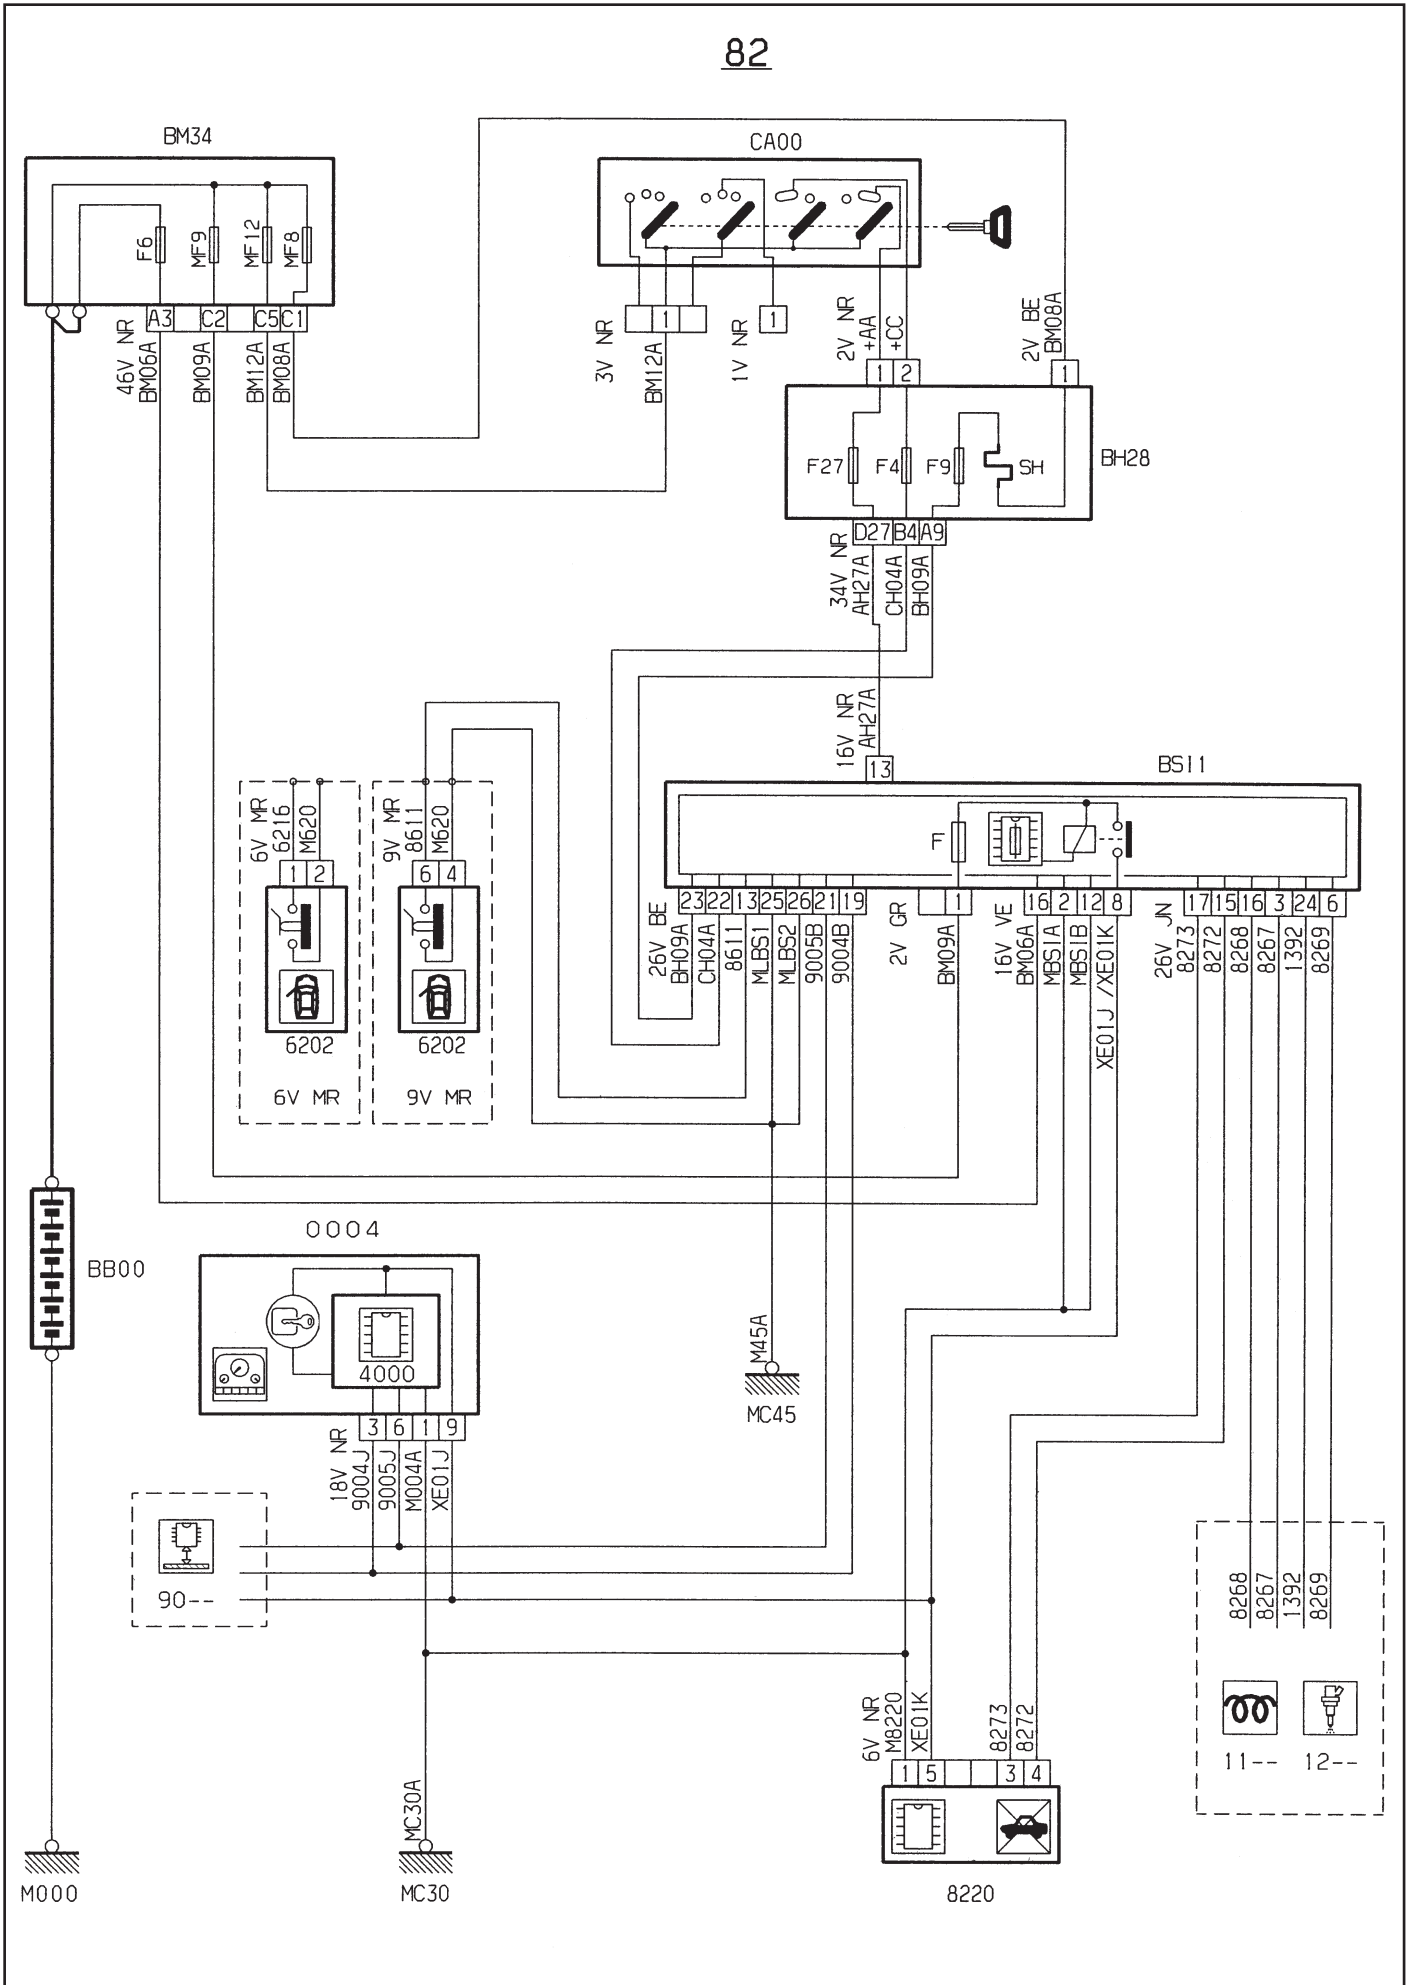 82
BM34
CA00
F6
MF9
MF12
MF8
A3
C2
C5
C1
46V NR
BM06A
BM09A
BM12A
BM08A
1
3V NR
BM12A
1
1V NR
2V NR
+AA
+CC
2V BE
BM08A
1
2
1
F27
F4
F9
SH
BH28
D27
B4
A9
34V NR
AH27A
CH04A
BH09A
16V NR
AH27A
13
BSI1
6V MR
6216
M620
1
2
6202
6V MR
9V MR
8611
M620
6
4
6202
9V MR
F
23
22
13
25
26
21
19
1
16
2
12
8
17
15
16
3
24
6
26V BE
BH09A
CH04A
8611
MLBS1
MLBS2
9005B
9004B
2V GR
BM09A
16V VE
BM06A
MBSIA
MBSIB
XE01J /XE01K
26V JN
8273
8272
8268
8267
1392
8269
BB00
0004
4000
3
6
1
9
18V NR
9004J
9005J
M004A
XE01J
M45A
MC45
90--
8268
8267
1392
8269
11--
12--
6V NR
M8220
XE01K
8273
8272
1
5
3
4
8220
MC30A
MC30
M000